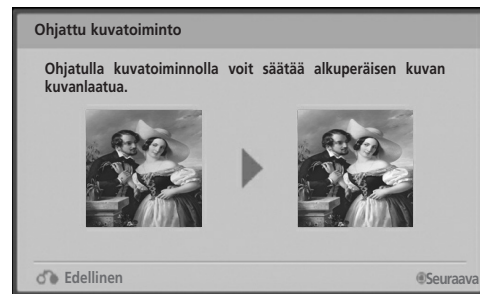 Ohjattu kuvatoiminto
Ohjatulla kuvatoiminnolla voit säätää alkuperäisen kuvan
kuvanlaatua.
Edellinen
Seuraava